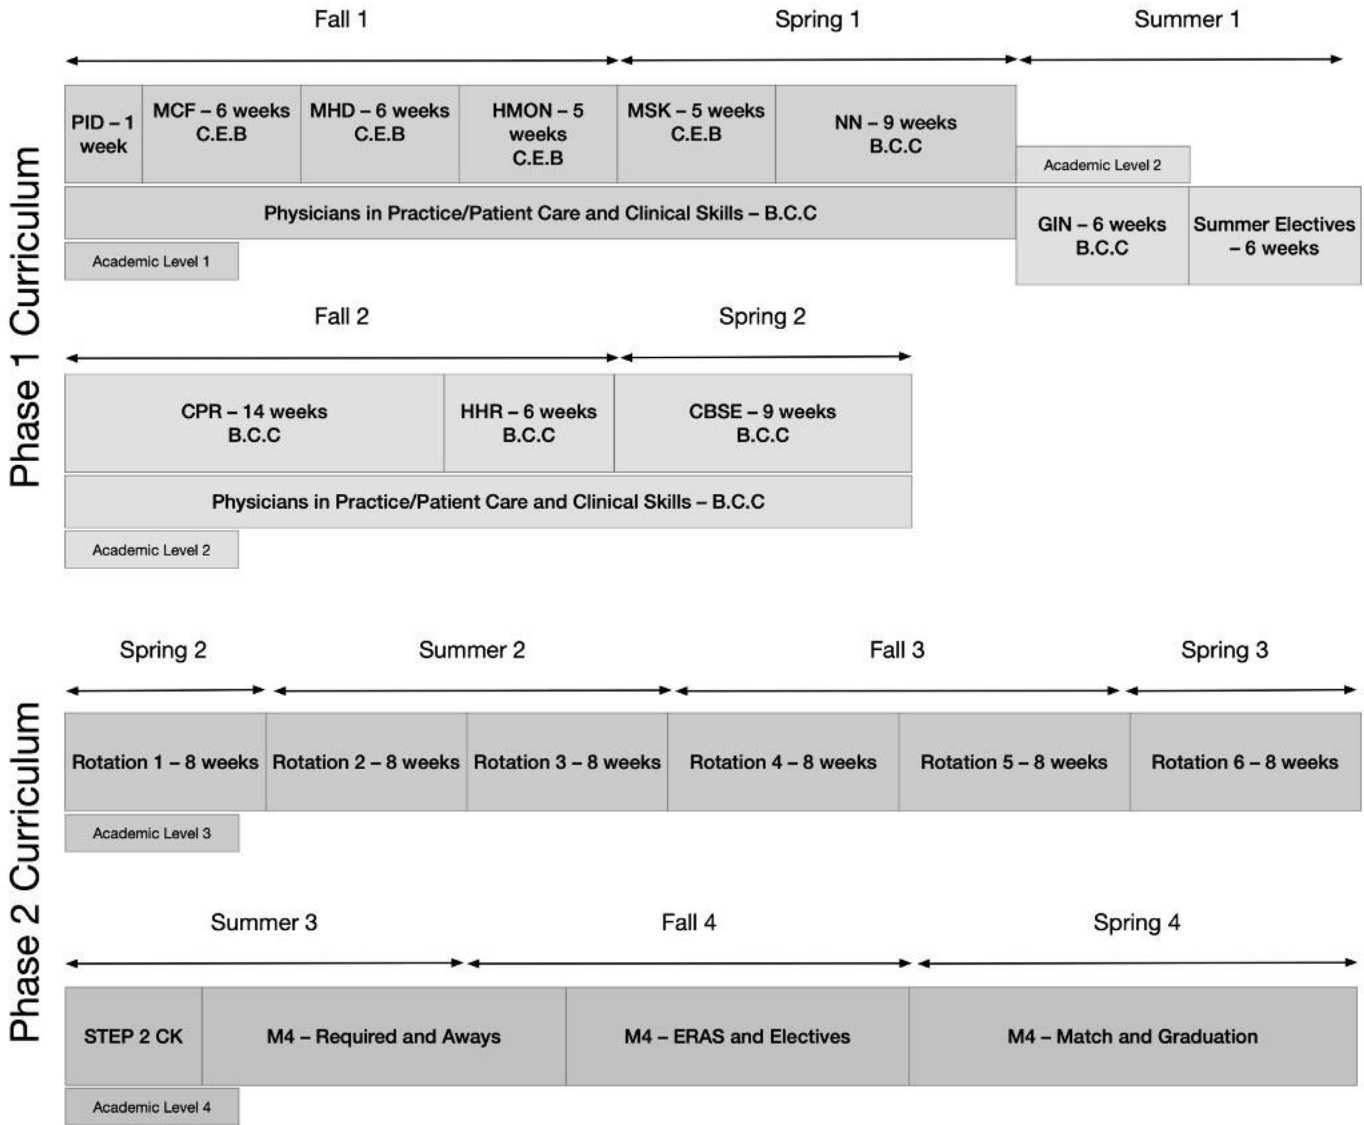 Phase 1 Curriculum
Fall 1
Spring 1
Summer 1
PID – 1
week
MCF – 6 weeks
C.E.B
MHD – 6 weeks
C.E.B
HMON – 5
weeks
C.E.B
MSK – 5 weeks
C.E.B
NN – 9 weeks
B.C.C
Academic Level 2
Physicians in Practice/Patient Care and Clinical Skills – B.C.C
GIN – 6 weeks
B.C.C
Summer Electives
– 6 weeks
Academic Level 1
Fall 2
Spring 2
CPR – 14 weeks
B.C.C
HHR – 6 weeks
B.C.C
CBSE – 9 weeks
B.C.C
Physicians in Practice/Patient Care and Clinical Skills – B.C.C
Academic Level 2
Phase 2 Curriculum
Spring 2
Summer 2
Fall 3
Spring 3
Rotation 1 – 8 weeks
Rotation 2 – 8 weeks
Rotation 3 – 8 weeks
Rotation 4 – 8 weeks
Rotation 5 – 8 weeks
Rotation 6 – 8 weeks
Academic Level 3
Summer 3
Fall 4
Spring 4
STEP 2 CK
M4 – Required and Aways
M4 – ERAS and Electives
M4 – Match and Graduation
Academic Level 4